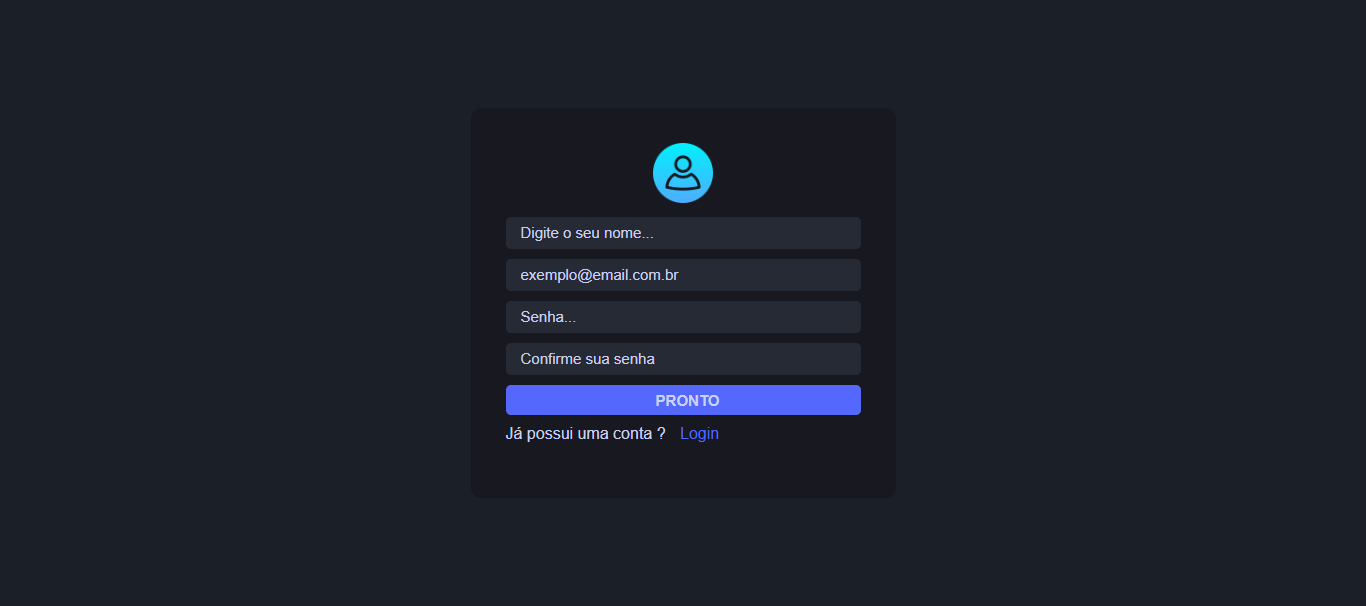 Digite o seu nome...
exemplo@email.com.br
Senha...
Confirme sua senha
PRONTO
Já possui uma conta ? Login